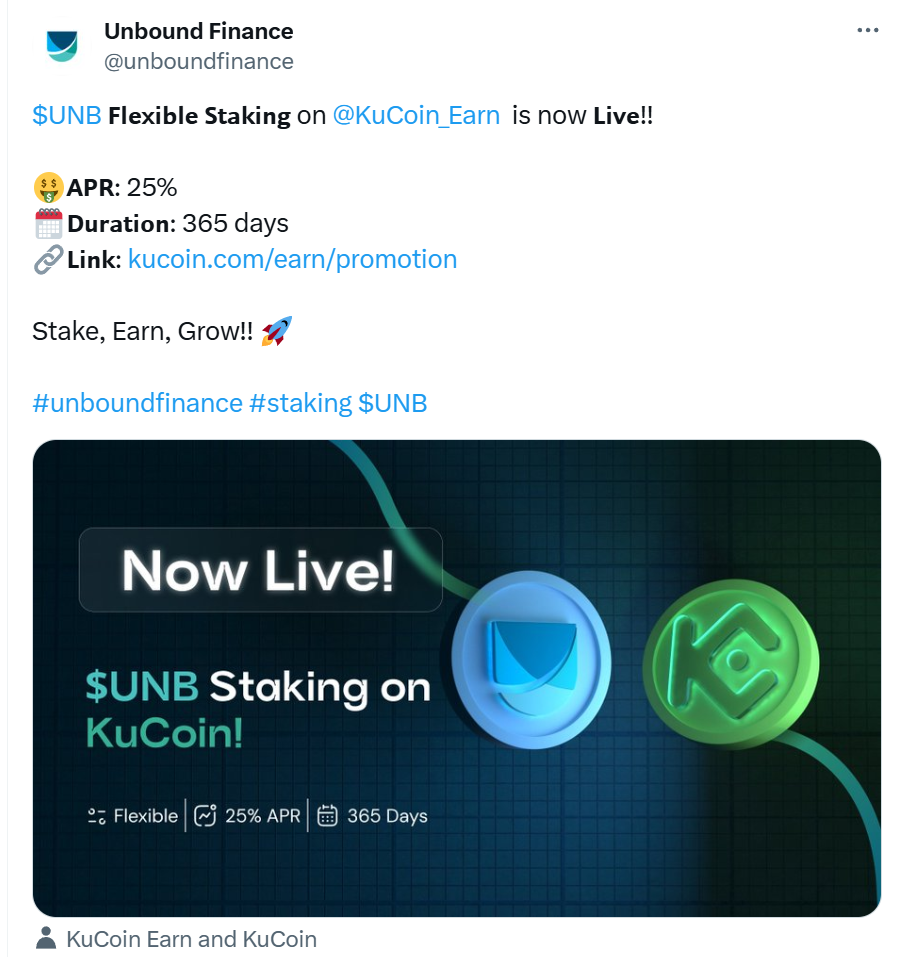 Unbound Finance
@unboundfinance
$UNB Flexible Staking on @KuCoin_Earn is now Live!!
🤑APR: 25%
🗓Duration: 365 days
🔗Link: kucoin.com/earn/promotion
Stake, Earn, Grow!! 🚀
#unboundfinance #staking $UNB
Now Live!
$UNB Staking on
KuCoin!
Flexible | 25% APR | 365 Days
KuCoin Earn and KuCoin